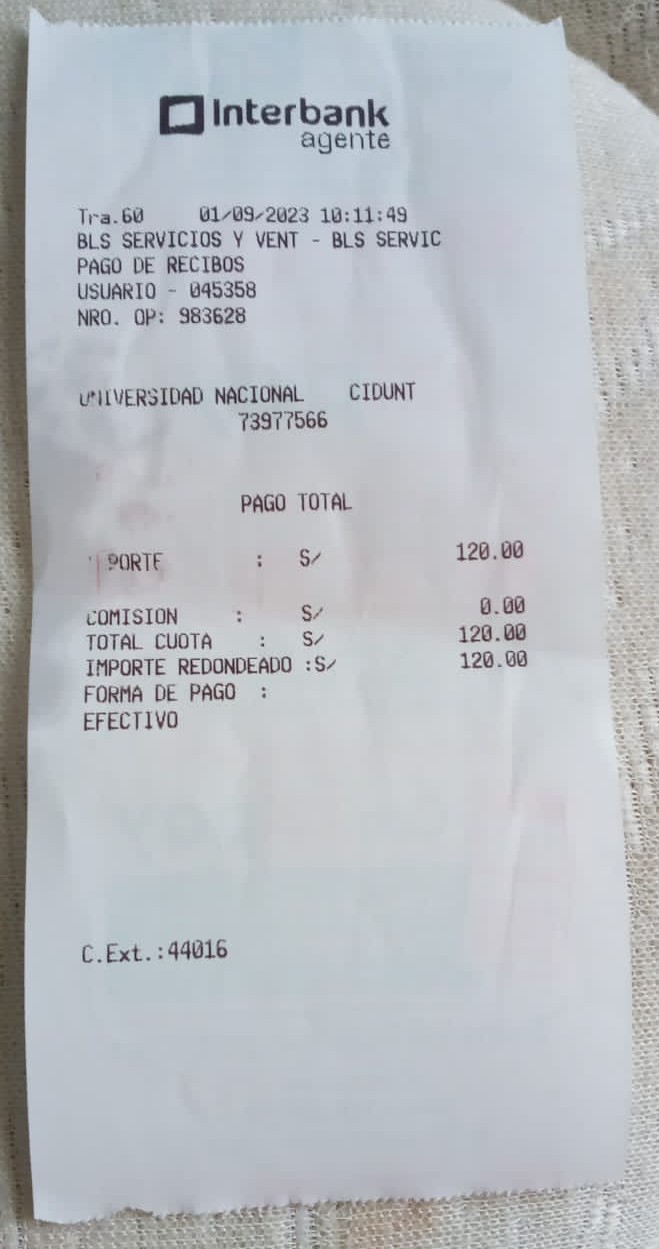 Interbank
agente
Tra.60 01/09/2023 10:11:49
BLS SERVICIOS Y VENT - BLS SERVIC
PAGO DE RECIBOS
USUARIO - 045358
NRO. OP: 983628
UNIVERSIDAD NACIONAL CIDUNT
73977566
PAGO TOTAL
PORTE : S/ 120.00
COMISION : S/ 0.00
TOTAL CUOTA : S/ 120.00
IMPORTE REDONDEADO :S/ 120.00
FORMA DE PAGO :
EFECTIVO
C.Ext.:44016